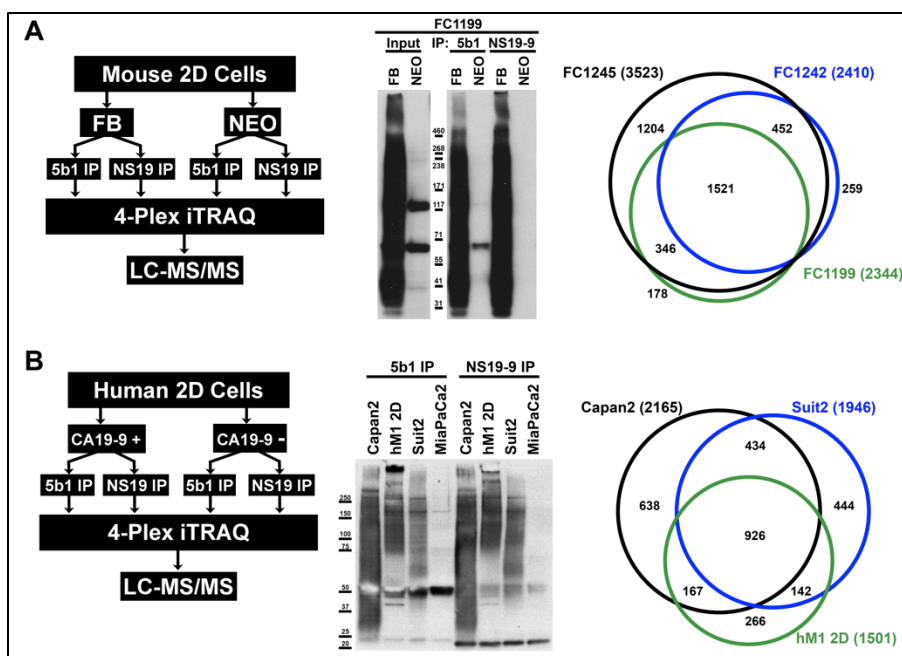 A
Mouse 2D Cells
FB NEO
5b1 IP NS19 IP 5b1 IP NS19 IP
4-Plex iTRAQ
LC-MS/MS
FC1199
Input IP: 5b1 NS19-9
FB NEO FB NEO FB NEO
460
268
238
171
117
71
55
41
31
FC1245 (3523) FC1242 (2410)
1204 452
1521 259
346
178 FC1199 (2344)
B
Human 2D Cells
CA19-9 + CA19-9 -
5b1 IP NS19 IP 5b1 IP NS19 IP
4-Plex iTRAQ
LC-MS/MS
5b1 IP NS19-9 IP
Capan2 hM1 2D Suit2 MiaPaCa2 Capan2 hM1 2D Suit2 MiaPaCa2
250
150
100
75
50
37
25
20
Capan2 (2165) Suit2 (1946)
434
638 444
926
167 142
266
hM1 2D (1501)